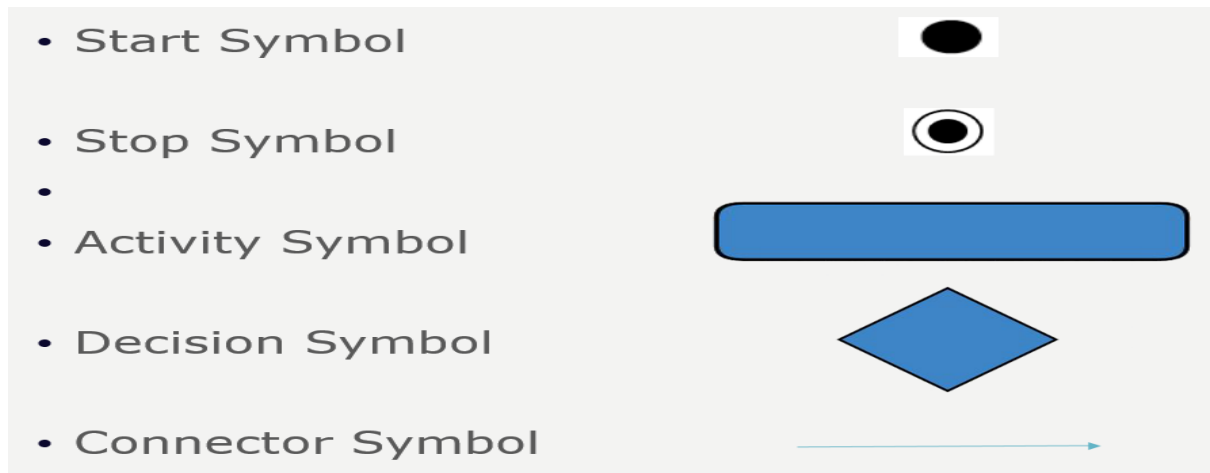 • Start Symbol
• Stop Symbol
•
• Activity Symbol
• Decision Symbol
• Connector Symbol